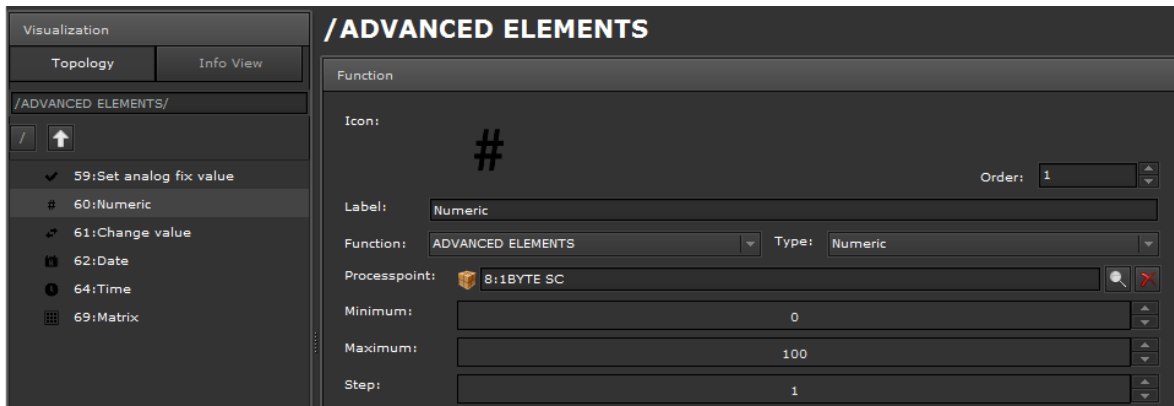 Visualization
Topology
Info View
/ADVANCED ELEMENTS/
/
59:Set analog fix value
# 60:Numeric
61:Change value
62:Date
64:Time
69:Matrix
/ADVANCED ELEMENTS
Function
Icon:
#
Order: 1
Label: Numeric
Function: ADVANCED ELEMENTS Type: Numeric
Processpoint: 8:1BYTE SC
Minimum: 0
Maximum: 100
Step: 1